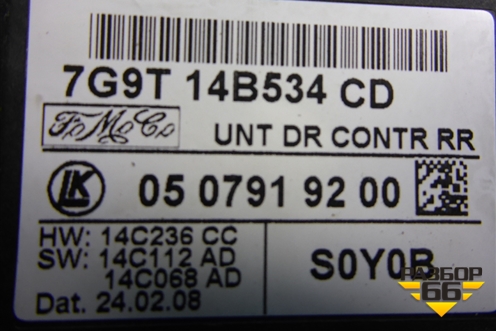 7G9T 14B534 CD
FoMoCo
UNT DR CONTR RR
LK
05 0791 92 00
HW: 14C236 CC
SW: 14C112 AD
14C068 AD
S0Y0B
Dat. 24.02.08
РАЗБОР
66